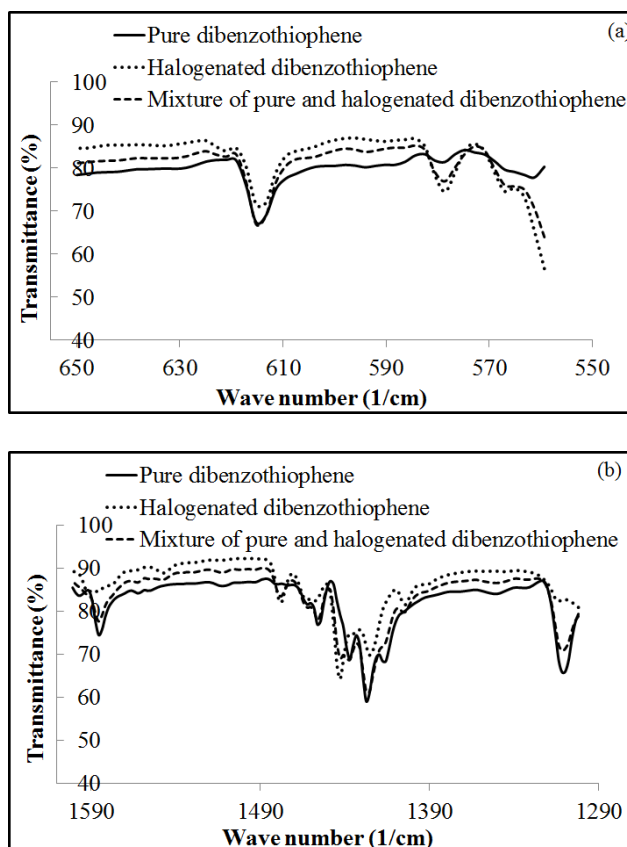 (a)
Pure dibenzothiophene
Halogenated dibenzothiophene
Mixture of pure and halogenated dibenzothiophene
100
90
80
70
60
50
40
Transmittance (%)
650 630 610 590 570 550
Wave number (1/cm)
(b)
Pure dibenzothiophene
Halogenated dibenzothiophene
Mixture of pure and halogenated dibenzothiophene
100
90
80
70
60
50
40
Transmittance (%)
1590 1490 1390 1290
Wave number (1/cm)